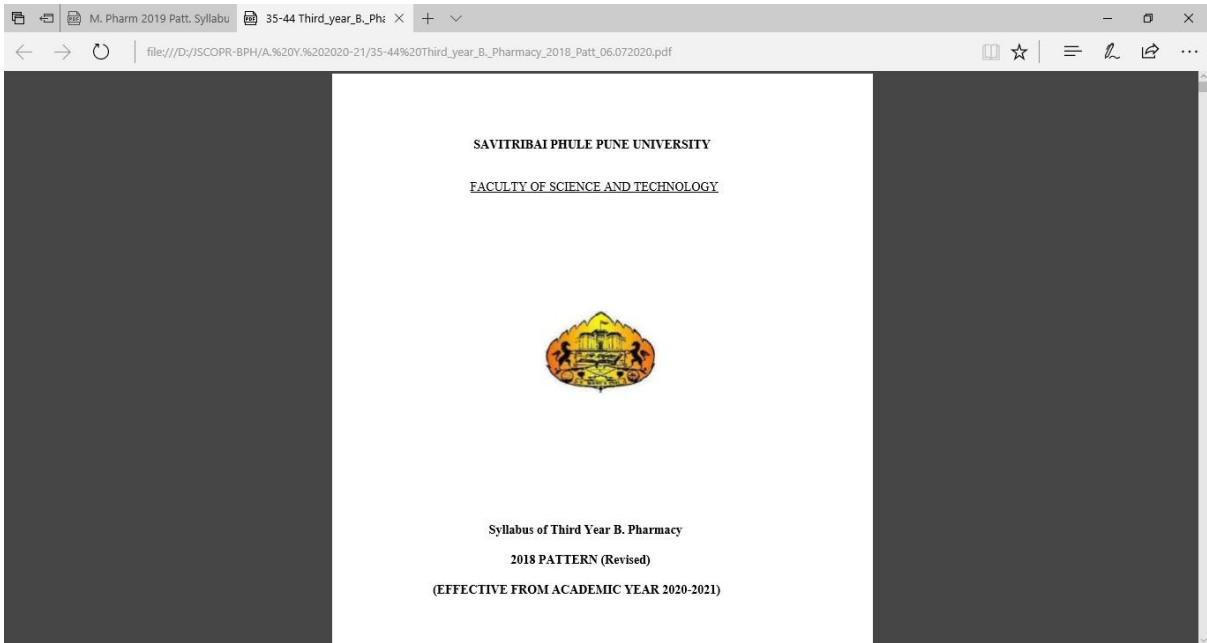 M. Pharm 2019 Patt. Syllabu
35-44 Third_year_B._Pha
file:///D:/JSCOPR-BPH/A.%20Y.%202020-21/35-44%20Third_year_B._Pharmacy_2018_Patt_06.072020.pdf
SAVITRIBAI PHULE PUNE UNIVERSITY
FACULTY OF SCIENCE AND TECHNOLOGY
Syllabus of Third Year B. Pharmacy
2018 PATTERN (Revised)
(EFFECTIVE FROM ACADEMIC YEAR 2020-2021)